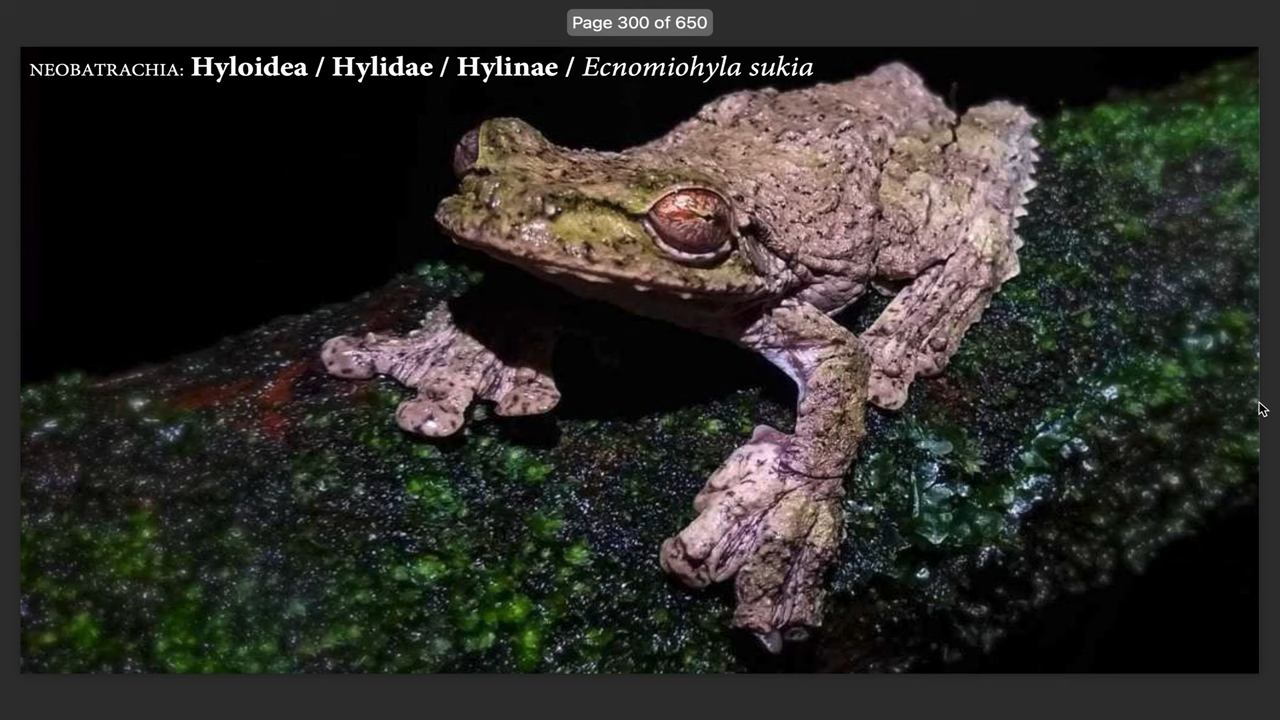 Page 300 of 650
NEOBATRACHIA: Hyloidea / Hylidae / Hylinae / Ecnomiohyla sukia